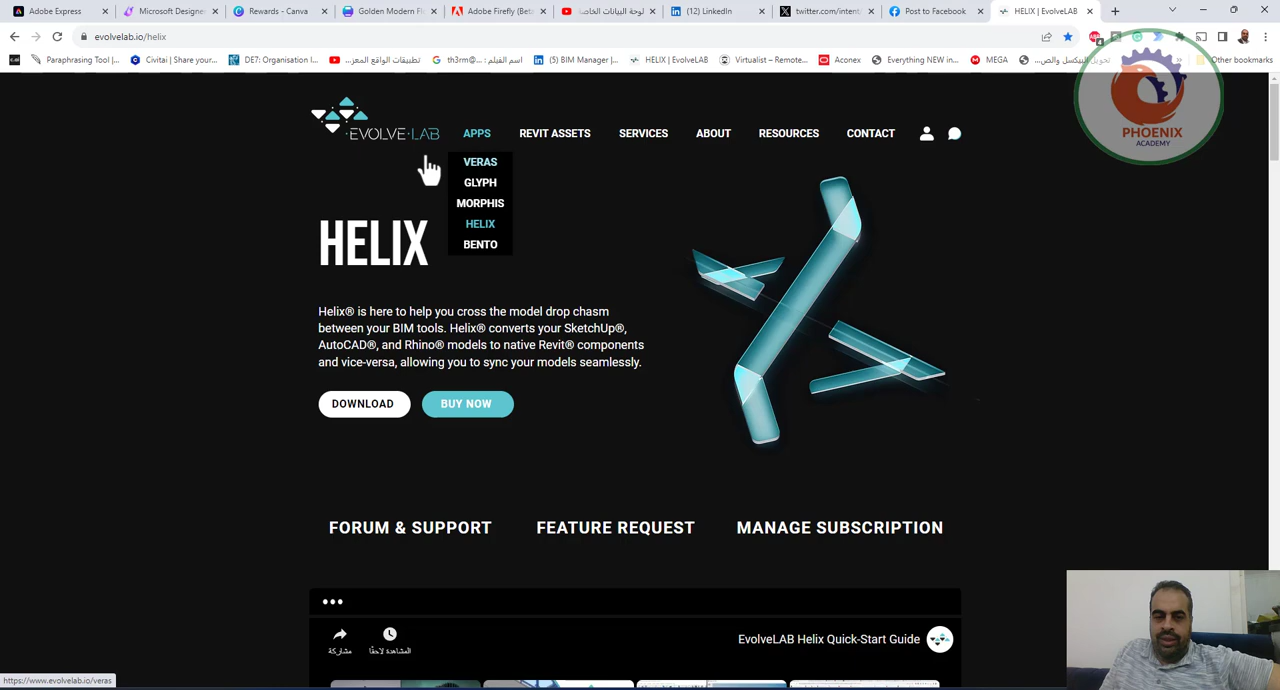 Adobe Express
Microsoft Designe
Rewards - Canva
Golden Modern Fl
Adobe Firefly (Beta
لوحة البيانات الخاصة
(12) LinkedIn
twitter.com/intent/
Post to Facebook
HELIX | EvolveLAB
evolvelab.io/helix
Paraphrasing Tool |...
Civitai | Share your...
DE7: Organisation I...
تطبيقات الواقع المعز...
اسم الفيلم : ...@th3rm
(5) BIM Manager |...
HELIX | EvolveLAB
Virtualist – Remote...
Aconex
Everything NEW in...
MEGA
تحويل البيكسل والص...
Other bookmarks
PHOENIX
ACADEMY
EVOLVE LAB
APPS
REVIT ASSETS
SERVICES
ABOUT
RESOURCES
CONTACT
VERAS
GLYPH
MORPHIS
HELIX
BENTO
HELIX
Helix® is here to help you cross the model drop chasm
between your BIM tools. Helix® converts your SketchUp®,
AutoCAD®, and Rhino® models to native Revit® components
and vice-versa, allowing you to sync your models seamlessly.
DOWNLOAD
BUY NOW
FORUM & SUPPORT
FEATURE REQUEST
MANAGE SUBSCRIPTION
EvolveLAB Helix Quick-Start Guide
مشاركة
المشاهدة لاحقًا
https://www.evolvelab.io/veras